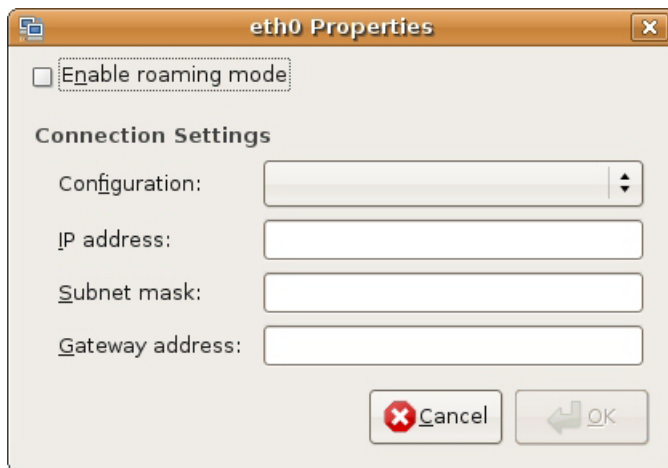 eth0 Properties
Enable roaming mode
Connection Settings
Configuration:
IP address:
Subnet mask:
Gateway address:
Cancel
OK